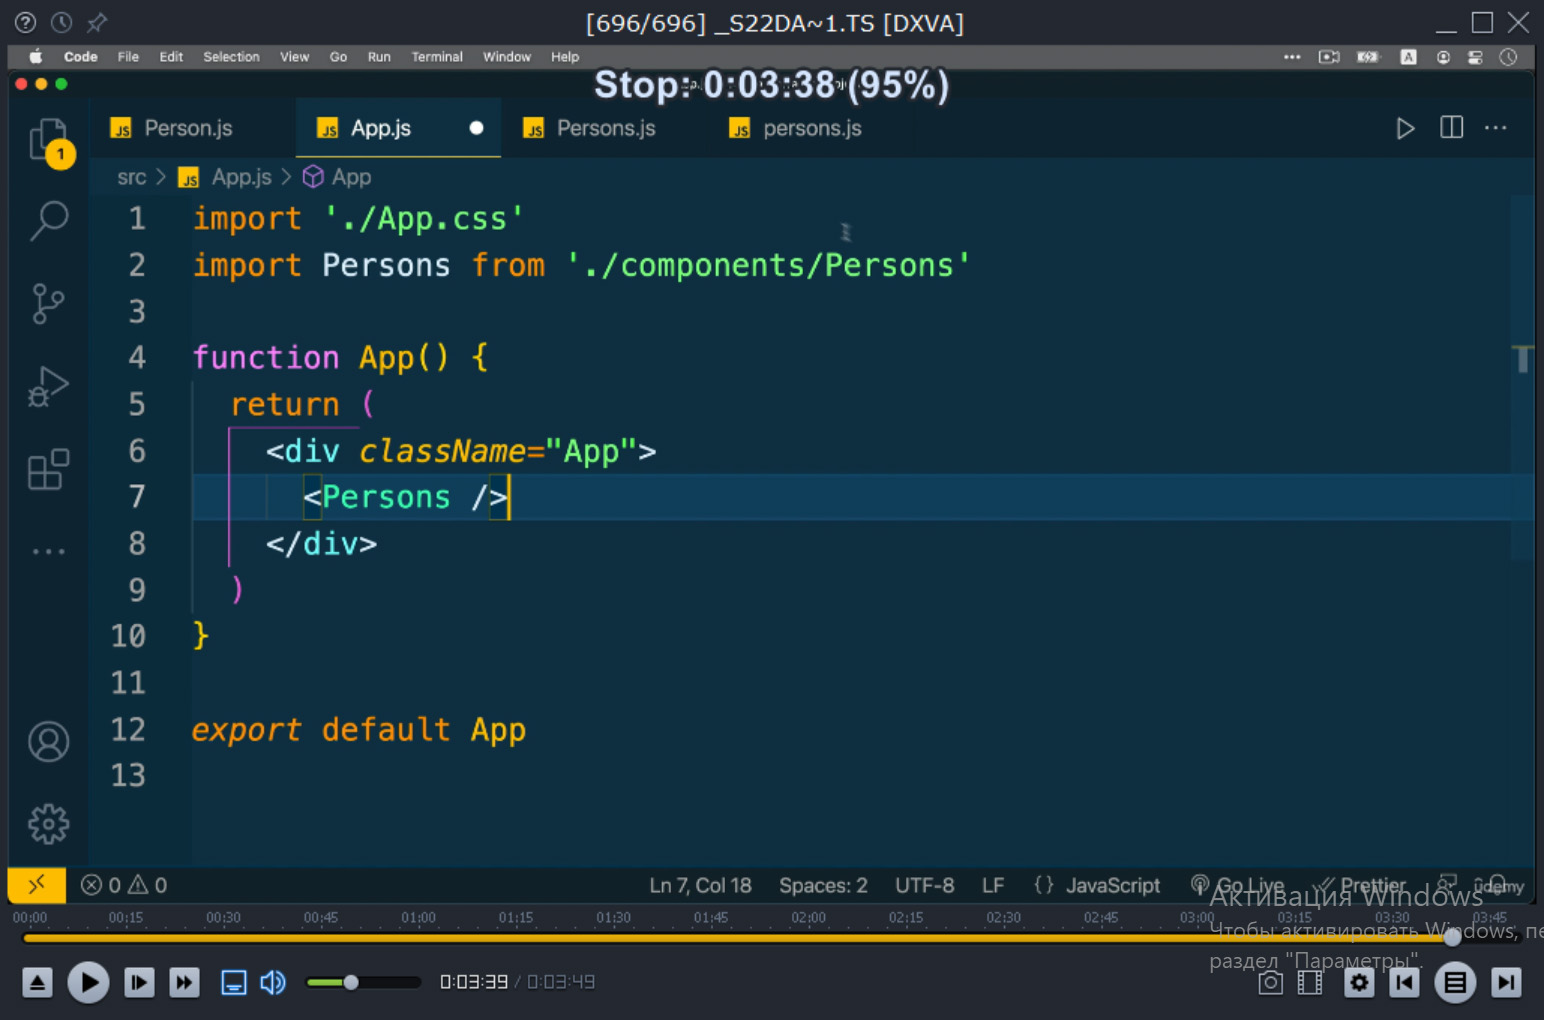 [696/696] _S22DA~1.TS [DXVA]
Code File Edit Selection View Go Run Terminal Window Help
A
Stop: 0:03:38 (95%)
JS Person.js JS App.js JS Persons.js JS persons.js
1
src > JS App.js > App
1 import './App.css'
2 import Persons from './components/Persons'
3
4 function App() {
5 return (
6 <div className="App">
7 <Persons />
8 </div>
9 )
10 }
11
12 export default App
13
0 0 Ln 7, Col 18 Spaces: 2 UTF-8 LF {} JavaScript Go Live Prettier ûdemy
Активация Windows
00:00 00:15 00:30 00:45 01:00 01:15 01:30 01:45 02:00 02:15 02:30 02:45 03:00 03:15 03:30 03:45
Чтобы активировать Windows, пе
раздел "Параметры".
0:03:39 / 0:03:49